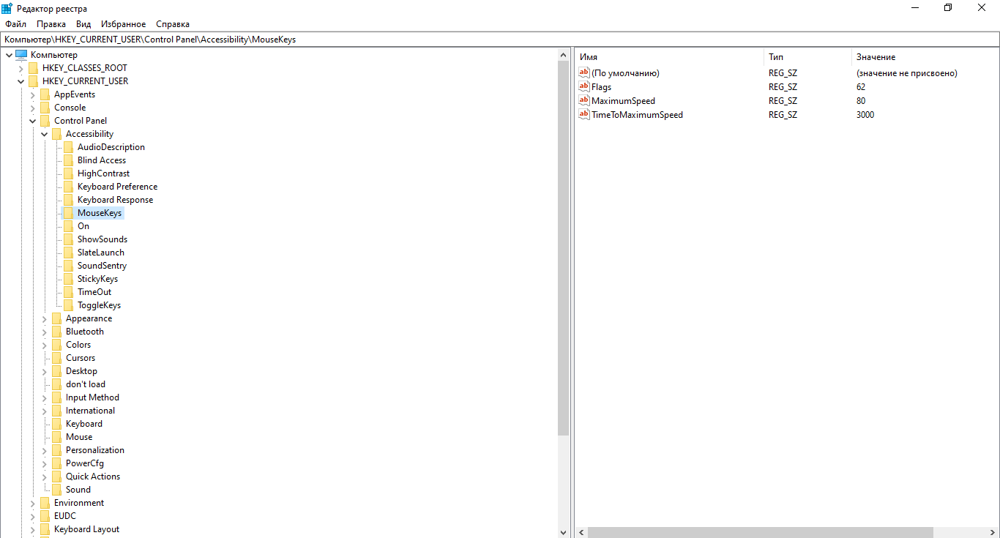 Редактор реестра
Файл Правка Вид Избранное Справка
Компьютер\HKEY_CURRENT_USER\Control Panel\Accessibility\MouseKeys
Компьютер
HKEY_CLASSES_ROOT
HKEY_CURRENT_USER
AppEvents
Console
Control Panel
Accessibility
AudioDescription
Blind Access
HighContrast
Keyboard Preference
Keyboard Response
MouseKeys
On
ShowSounds
SlateLaunch
SoundSentry
StickyKeys
TimeOut
ToggleKeys
Appearance
Bluetooth
Colors
Cursors
Desktop
don't load
Input Method
International
Keyboard
Mouse
Personalization
PowerCfg
Quick Actions
Sound
Environment
EUDC
Keyboard Layout
Имя Тип Значение
ab (По умолчанию) REG_SZ (значение не присвоено)
ab Flags REG_SZ 62
ab MaximumSpeed REG_SZ 80
ab TimeToMaximumSpeed REG_SZ 3000